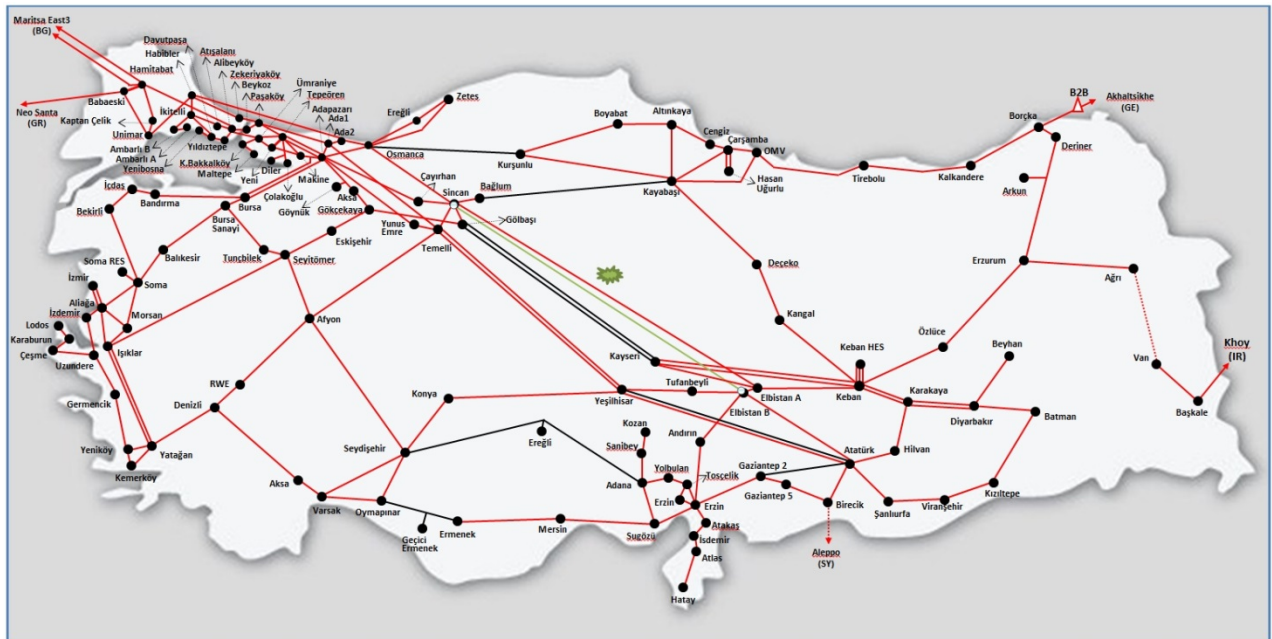 Maritsa East3
(BG)
Davutpaşa
Habibler
Hamitabat
Atışalanı
Alibeyköy
Zekeriyaköy
Beykoz
Paşaköy
Ümraniye
Tepeören
Adapazarı
Ada1
Ada2
Neo Santa
(GR)
Babaeski
Kaptan Çelik
Unimar
İkitelli
Ambarlı B
Ambarlı A
Yenibosna
Yıldıztepe
K.Bakkalköy
Maltepe
Yeni
Diler
Çolakoğlu
Makine
Göynük
Aksa
Gökçekaya
Ereğli
Zetes
Osmanca
Çayırhan
Sincan
Bağlum
Gölbaşı
Yunus
Emre
Temelli
Boyabat
Altınkaya
Kurşunlu
Cengiz
Çarşamba
OMV
Hasan
Uğurlu
Kayabaşı
Tirebolu
Kalkandere
Borçka
B2B
Akhaltsikhe
(GE)
Deriner
Arkun
Erzurum
Ağrı
Van
Başkale
Khoy
(IR)
İçdaş
Bekirli
Bandırma
Bursa
Bursa
Sanayi
Balıkesir
Tunçbilek
Seyitömer
Eskişehir
Soma RES
Soma
İzmir
Aliağa
İzdemir
Lodos
Karaburun
Çeşme
Uzundere
Morsan
Işıklar
Afyon
RWE
Denizli
Germencik
Yeniköy
Kemerköy
Yatağan
Aksa
Varsak
Oymapınar
Seydişehir
Konya
Ereğli
Geçici
Ermenek
Ermenek
Mersin
Sugözü
Adana
Kozan
Sanibey
Yolbulan
Erzin
Erzin
Tosçelik
Andırın
Atakaş
İsdemir
Atlas
Hatay
Deçeko
Kangal
Kayseri
Yeşilhisar
Tufanbeyli
Elbistan A
Elbistan B
Keban HES
Keban
Özlüce
Beyhan
Karakaya
Diyarbakır
Batman
Hilvan
Atatürk
Gaziantep 2
Gaziantep 5
Birecik
Şanlıurfa
Viranşehir
Kızıltepe
Aleppo
(SY)